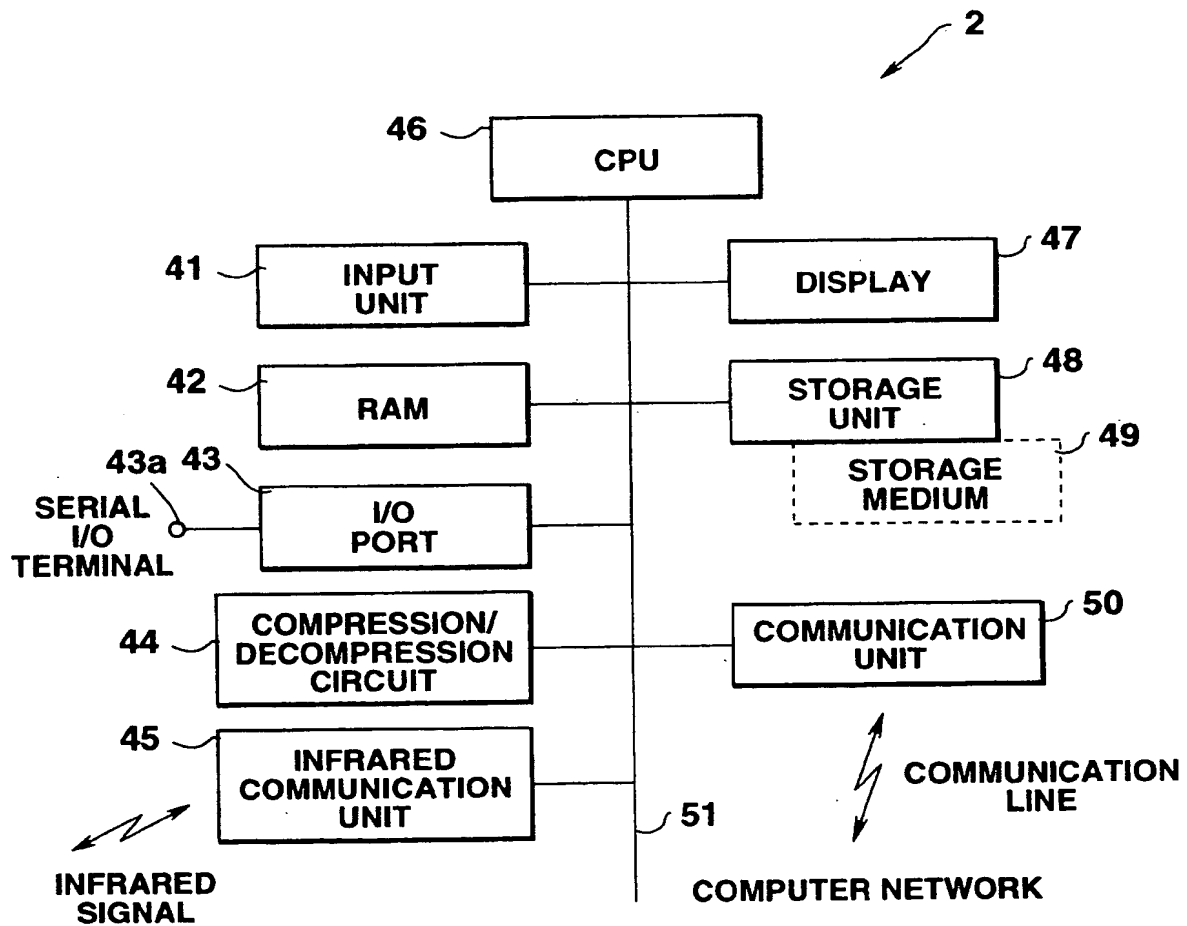 2
46
CPU
41
INPUT
UNIT
47
DISPLAY
42
RAM
48
STORAGE
UNIT
49
STORAGE
MEDIUM
43a
43
SERIAL
I/O
TERMINAL
I/O
PORT
44
COMPRESSION/
DECOMPRESSION
CIRCUIT
50
COMMUNICATION
UNIT
45
INFRARED
COMMUNICATION
UNIT
51
COMMUNICATION
LINE
INFRARED
SIGNAL
COMPUTER NETWORK